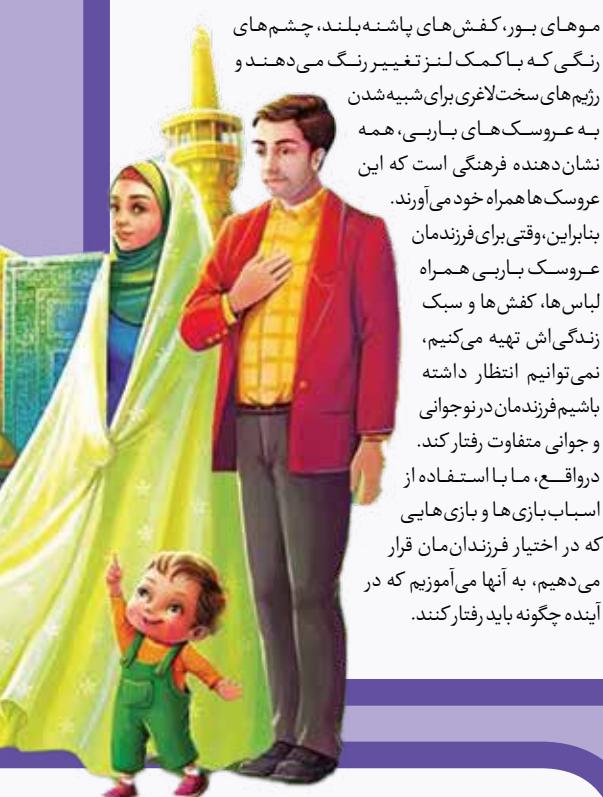 موهای بور، کفش‌های پاشنه‌بلند، چشم‌های
رنگی که با کمک لنز تغییر رنگ می‌دهند و
رژیم‌های سخت لاغری برای شبیه‌شدن
به عروسک‌های باربی، همه
نشان‌دهنده فرهنگی است که این
عروسک‌ها همراه خود می‌آورند.
بنابراین، وقتی برای فرزندمان
عروسک باربی همراه
لباس‌ها، کفش‌ها و سبک
زندگی‌اش تهیه می‌کنیم،
نمی‌توانیم انتظار داشته
باشیم فرزندمان در نوجوانی
و جوانی متفاوت رفتار کند.
درواقع، ما با استفاده از
اسباب‌بازی‌ها و بازی‌هایی
که در اختیار فرزندان‌مان قرار
می‌دهیم، به آنها می‌آموزیم که در
آینده چگونه باید رفتار کنند.